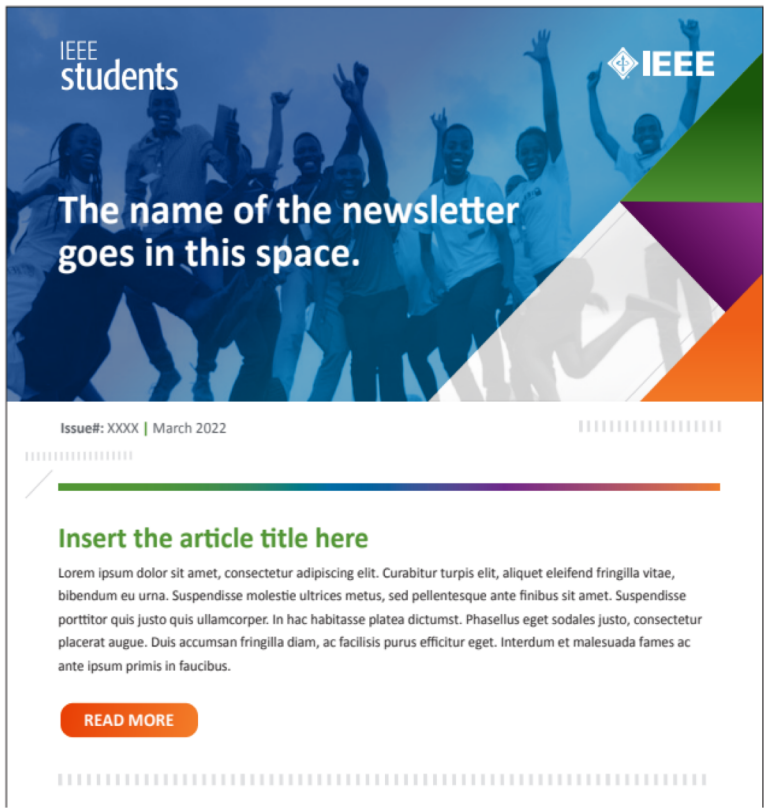 IEEE
students
IEEE
The name of the newsletter
goes in this space.
Issue#: XXXX | March 2022
Insert the article title here
Lorem ipsum dolor sit amet, consectetur adipiscing elit. Curabitur turpis elit, aliquet eleifend fringilla vitae,
bibendum eu urna. Suspendisse molestie ultrices metus, sed pellentesque ante finibus sit amet. Suspendisse
porttitor quis justo quis ullamcorper. In hac habitasse platea dictumst. Phasellus eget sodales justo, consectetur
placerat augue. Duis accumsan fringilla diam, ac facilisis purus efficitur eget. Interdum et malesuada fames ac
ante ipsum primis in faucibus.
READ MORE